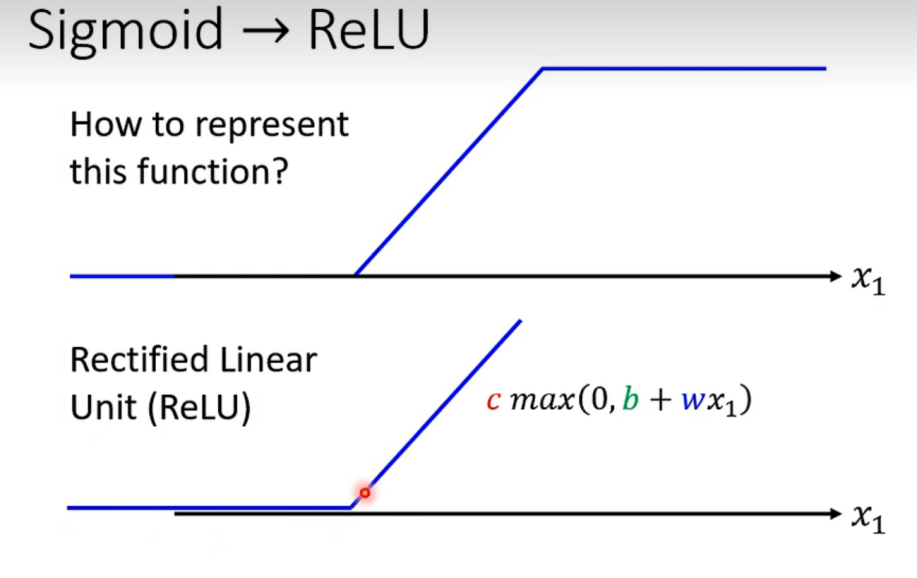 Sigmoid → ReLU
How to represent
this function?
x₁
Rectified Linear
Unit (ReLU)
c max(0, b + wx₁)
x₁